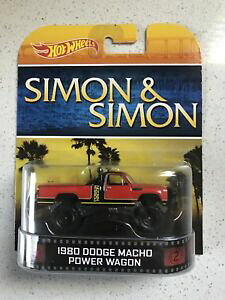 Hot Wheels
SIMON &
SIMON
1980 DODGE MACHO
POWER WAGON